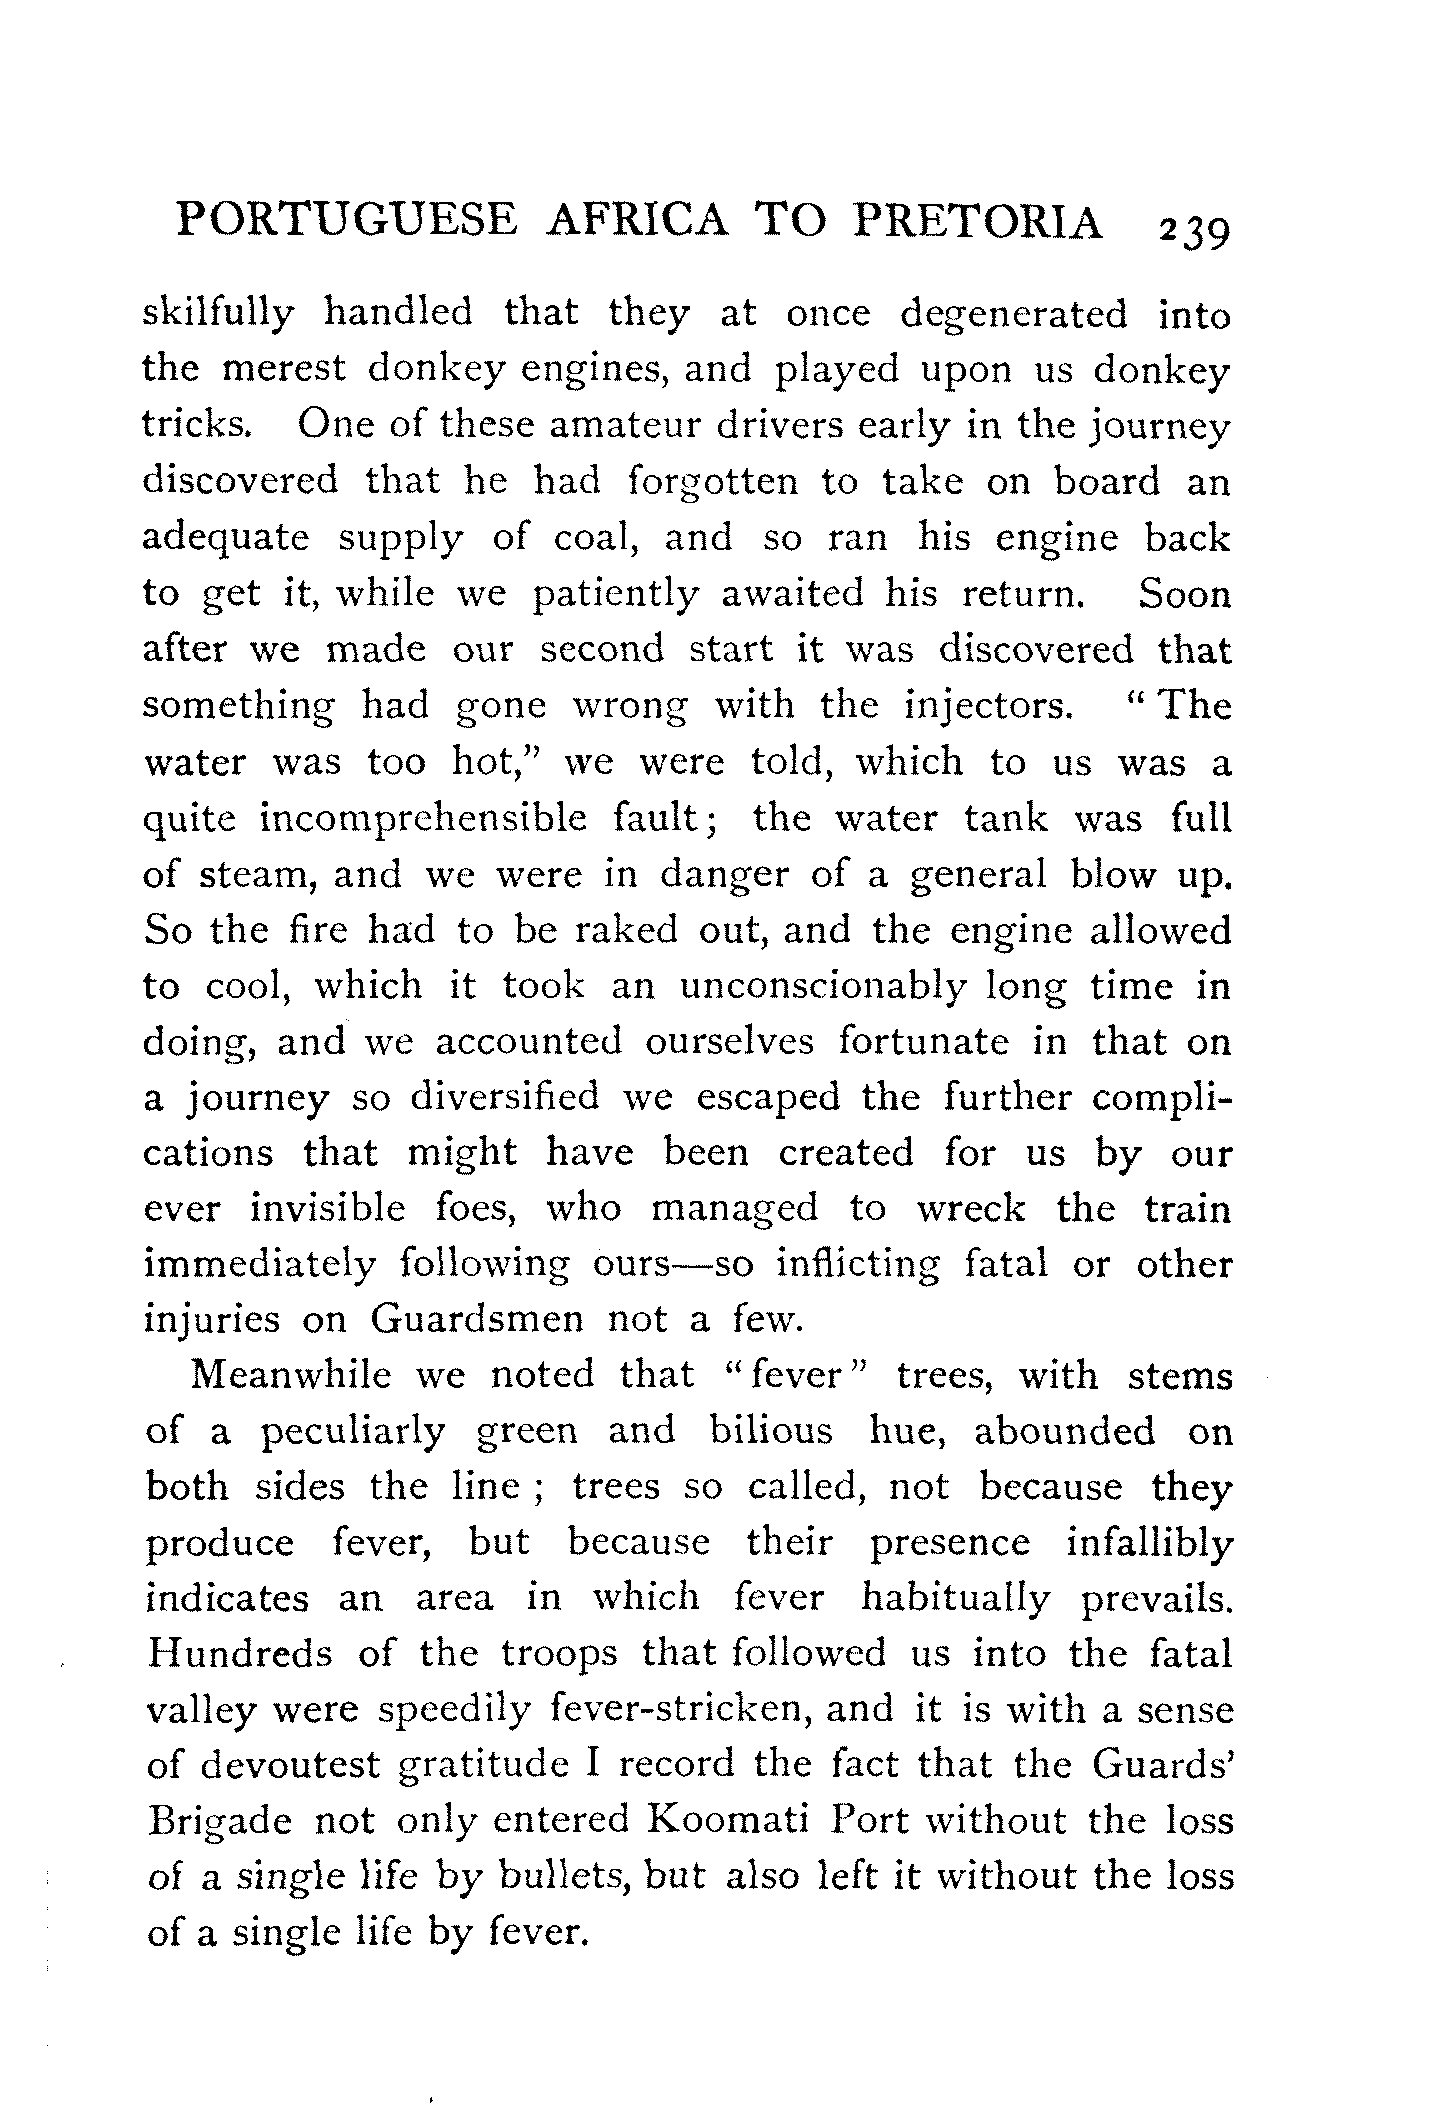 PORTUGUESE AFRICA TO PRETORIA 239
skilfully handled that they at once degenerated into
the merest donkey engines, and played upon us donkey
tricks. One of these amateur drivers early in the journey
discovered that he had forgotten to take on board an
adequate supply of coal, and so ran his engine back
to get it, while we patiently awaited his return. Soon
after we made our second start it was discovered that
something had gone wrong with the injectors. "The
water was too hot," we were told, which to us was a
quite incomprehensible fault; the water tank was full
of steam, and we were in danger of a general blow up.
So the fire had to be raked out, and the engine allowed
to cool, which it took an unconscionably long time in
doing, and we accounted ourselves fortunate in that on
a journey so diversified we escaped the further compli-
cations that might have been created for us by our
ever invisible foes, who managed to wreck the train
immediately following ours—so inflicting fatal or other
injuries on Guardsmen not a few.
Meanwhile we noted that "fever" trees, with stems
of a peculiarly green and bilious hue, abounded on
both sides the line; trees so called, not because they
produce fever, but because their presence infallibly
indicates an area in which fever habitually prevails.
Hundreds of the troops that followed us into the fatal
valley were speedily fever-stricken, and it is with a sense
of devoutest gratitude I record the fact that the Guards'
Brigade not only entered Koomati Port without the loss
of a single life by bullets, but also left it without the loss
of a single life by fever.